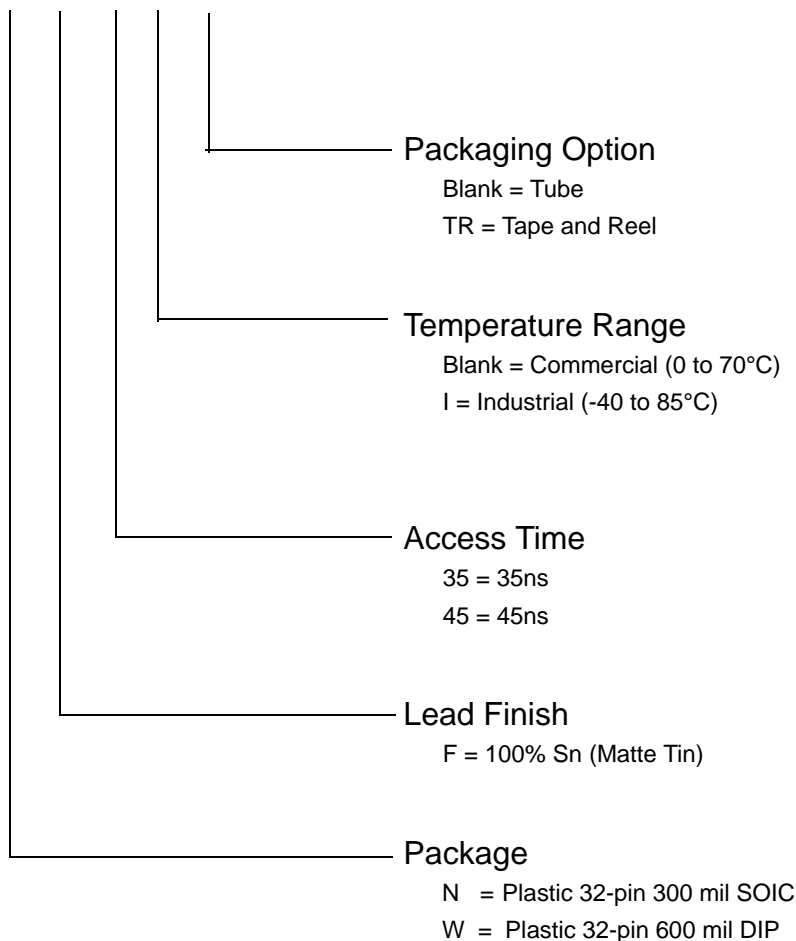 Packaging Option
Blank = Tube
TR = Tape and Reel
Temperature Range
Blank = Commercial (0 to 70°C)
I = Industrial (-40 to 85°C)
Access Time
35 = 35ns
45 = 45ns
Lead Finish
F = 100% Sn (Matte Tin)
Package
N = Plastic 32-pin 300 mil SOIC
W = Plastic 32-pin 600 mil DIP